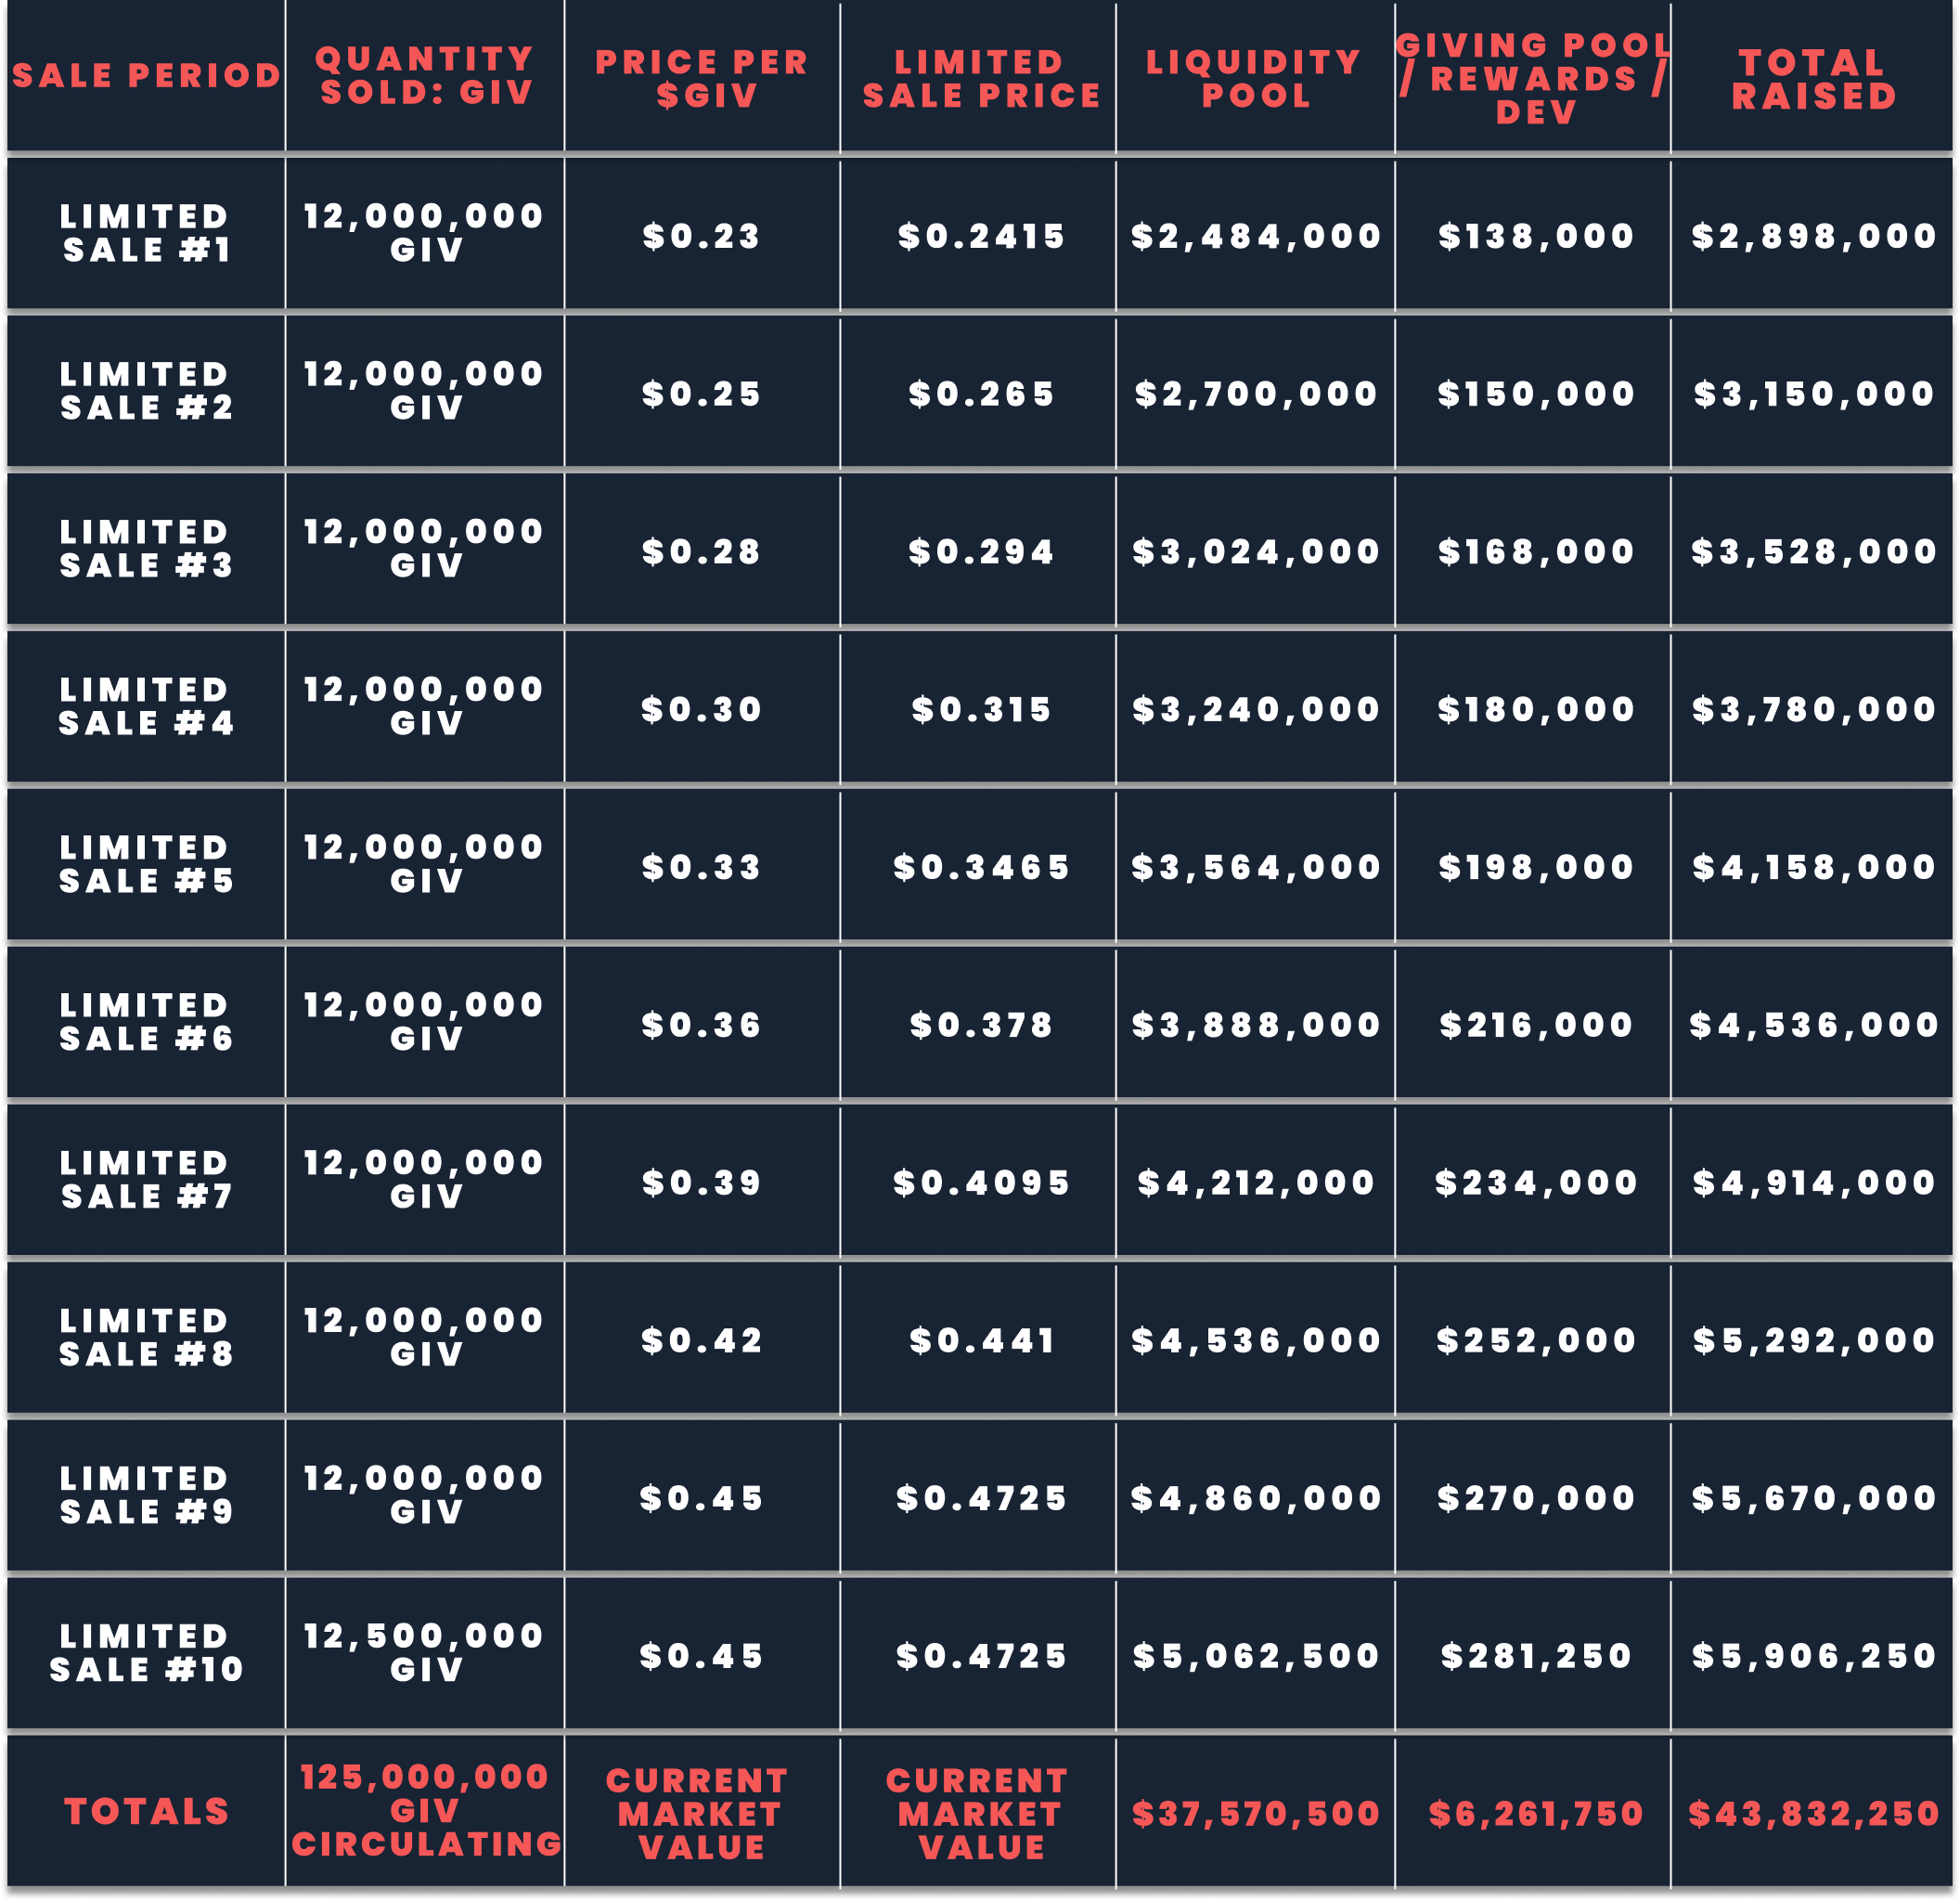 SALE PERIOD
QUANTITY
SOLD: GIV
PRICE PER
$GIV
LIMITED
SALE PRICE
LIQUIDITY
POOL
GIVING POOL
/ REWARDS /
DEV
TOTAL
RAISED
LIMITED
SALE #1
12,000,000
GIV
$0.23
$0.2415
$2,484,000
$138,000
$2,898,000
LIMITED
SALE #2
12,000,000
GIV
$0.25
$0.265
$2,700,000
$150,000
$3,150,000
LIMITED
SALE #3
12,000,000
GIV
$0.28
$0.294
$3,024,000
$168,000
$3,528,000
LIMITED
SALE #4
12,000,000
GIV
$0.30
$0.315
$3,240,000
$180,000
$3,780,000
LIMITED
SALE #5
12,000,000
GIV
$0.33
$0.3465
$3,564,000
$198,000
$4,158,000
LIMITED
SALE #6
12,000,000
GIV
$0.36
$0.378
$3,888,000
$216,000
$4,536,000
LIMITED
SALE #7
12,000,000
GIV
$0.39
$0.4095
$4,212,000
$234,000
$4,914,000
LIMITED
SALE #8
12,000,000
GIV
$0.42
$0.441
$4,536,000
$252,000
$5,292,000
LIMITED
SALE #9
12,000,000
GIV
$0.45
$0.4725
$4,860,000
$270,000
$5,670,000
LIMITED
SALE #10
12,500,000
GIV
$0.45
$0.4725
$5,062,500
$281,250
$5,906,250
TOTALS
125,000,000
GIV
CIRCULATING
CURRENT
MARKET
VALUE
CURRENT
MARKET
VALUE
$37,570,500
$6,261,750
$43,832,250